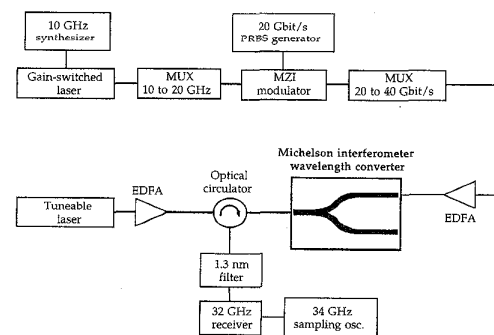 10 GHz
synthesizer
20 Gbit/s
PRBS generator
Gain-switched
laser
MUX
10 to 20 GHz
MZI
modulator
MUX
20 to 40 Gbit/s
Michelson interferometer
wavelength converter
Optical
circulator
EDFA
Tuneable
laser
EDFA
1.3 nm
filter
32 GHz
receiver
34 GHz
sampling osc.